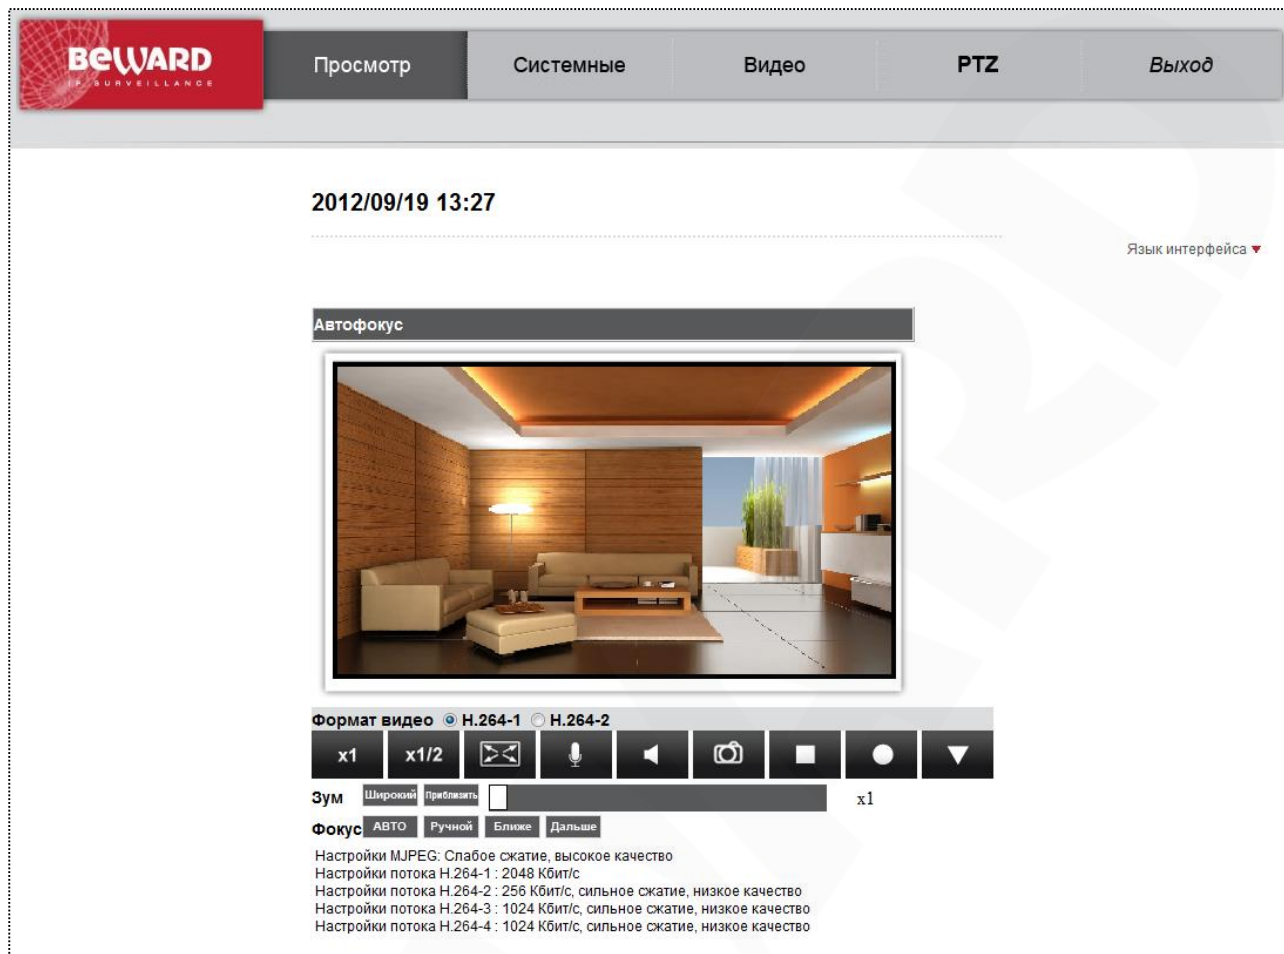 BEWARD
IP SURVEILLANCE
Просмотр Системные Видео PTZ Выход
2012/09/19 13:27
Язык интерфейса
Автофокус
Формат видео H.264-1 H.264-2
x1 x1/2
Зум Широкий Приблизить x1
Фокус АВТО Ручной Ближе Дальше
Настройки MJPEG: Слабое сжатие, высокое качество
Настройки потока H.264-1 : 2048 Кбит/с
Настройки потока H.264-2 : 256 Кбит/с, сильное сжатие, низкое качество
Настройки потока H.264-3 : 1024 Кбит/с, сильное сжатие, низкое качество
Настройки потока H.264-4 : 1024 Кбит/с, сильное сжатие, низкое качество